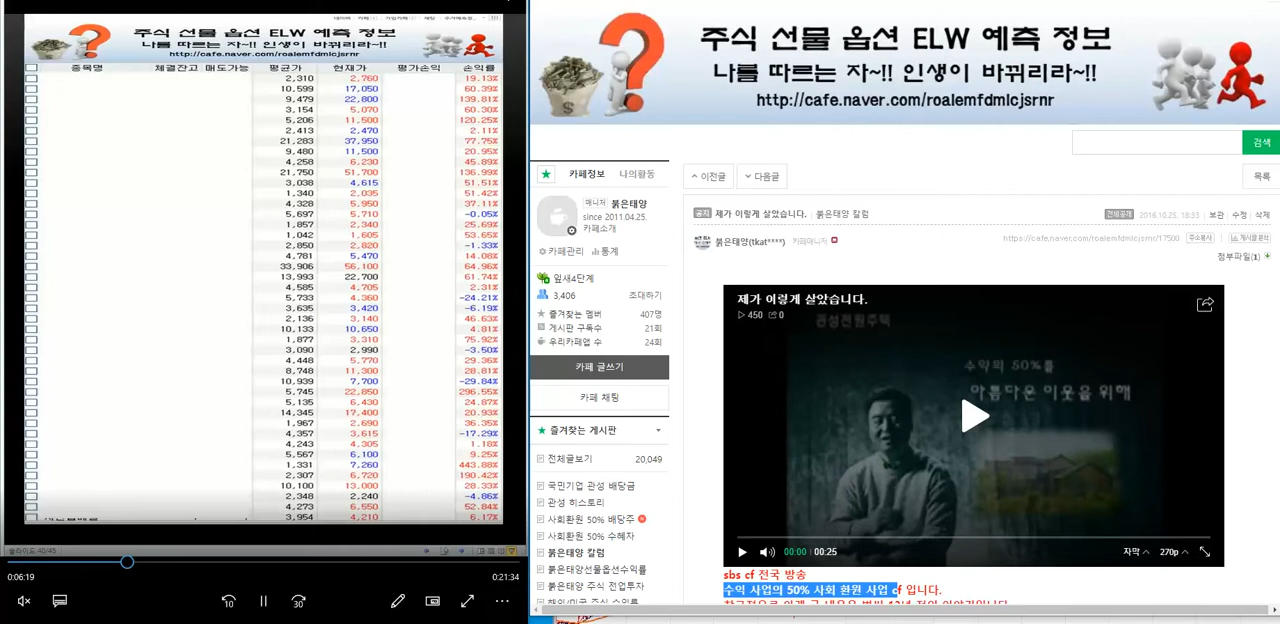 주식 선물 옵션 ELW 예측 정보
나를 따르는 자~!! 인생이 바뀌리라~!!
http://cafe.naver.com/roalemfdmlcjsrnr
종목명 체결잔고 매도가능 평균가 현재가 평가손익 손익률
2,310 2,760 19.13%
10,599 17,050 60.39%
9,479 22,800 139.81%
3,154 5,070 60.30%
5,206 11,500 120.25%
2,413 2,470 2.11%
21,283 37,950 77.75%
9,480 11,500 20.95%
4,258 6,230 45.89%
21,750 51,700 136.99%
3,038 4,615 51.51%
1,340 2,035 51.42%
4,328 5,950 37.11%
5,697 5,710 -0.05%
1,857 2,340 25.69%
1,042 1,605 53.65%
2,850 2,820 -1.33%
4,781 5,470 14.08%
33,906 56,100 64.96%
13,993 22,700 61.74%
4,585 4,705 2.31%
5,733 4,360 -24.21%
3,635 3,420 -6.19%
2,136 3,140 46.63%
10,133 10,650 4.81%
1,877 3,310 75.92%
3,090 2,990 -3.50%
4,448 5,770 29.36%
8,748 11,300 28.81%
10,939 7,700 -29.84%
5,745 22,850 296.55%
5,135 6,430 24.87%
14,345 17,400 20.93%
1,967 2,690 36.35%
4,357 3,615 -17.29%
4,243 4,305 1.18%
5,567 6,100 9.25%
1,331 7,260 443.88%
2,307 6,720 190.42%
10,100 13,000 28.33%
2,348 2,240 -4.86%
4,273 6,550 52.84%
3,954 4,210 6.17%
슬라이드 40/45
0:06:19 0:21:34
10 30
주식 선물 옵션 ELW 예측 정보
나를 따르는 자~!! 인생이 바뀌리라~!!
http://cafe.naver.com/roalemfdmlcjsrnr
검색
카페정보 나의활동
매니저 붉은태양
since 2011.04.25.
카페소개
카페관리 통계
잎새4단계
3,406 초대하기
즐겨찾는 멤버 407명
게시판 구독수 21회
우리카페앱 수 24회
카페 글쓰기
카페 채팅
즐겨찾는 게시판
전체글보기 20,049
국민기업 관성 배당금
관성 히스토리
사회환원 50% 배당주
사회환원 50% 수혜자
붉은태양 칼럼
붉은태양선물옵션수익률
붉은태양 주식 전업투자
해외/미국 주식 수익률
이전글 다음글 목록
공지 제가 이렇게 살았습니다. 붉은태양 칼럼 전체공개 2016.10.25. 18:33 보관 수정 삭제
붉은태양(tkat****) 카페매니저 https://cafe.naver.com/roalemfdmlcjsrnr/17500 주소복사 게시글 분석
첨부파일(1)
제가 이렇게 살았습니다.
450 0
관성전원주택
수익의 50%를
아름다운 이웃을 위해
00:00 00:25 자막 270p
sbs cf 전국 방송
수익 사업의 50% 사회 환원 사업 cf 입니다.